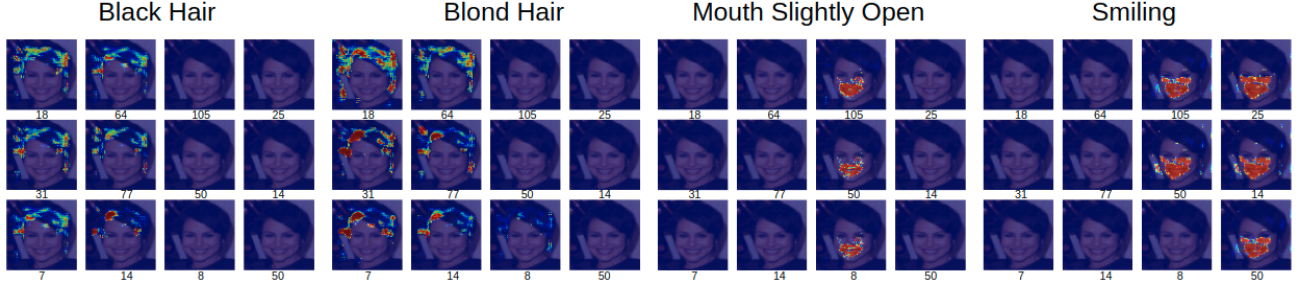 Black Hair Blond Hair Mouth Slightly Open Smiling
18 64 105 25 18 64 105 25 18 64 105 25 18 64 105 25
31 77 50 14 31 77 50 14 31 77 50 14 31 77 50 14
7 14 8 50 7 14 8 50 7 14 8 50 7 14 8 50